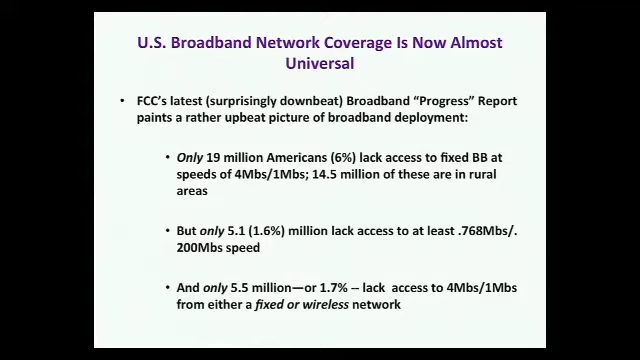 U.S. Broadband Network Coverage Is Now Almost
Universal
• FCC's latest (surprisingly downbeat) Broadband "Progress" Report
paints a rather upbeat picture of broadband deployment:
• Only 19 million Americans (6%) lack access to fixed BB at
speeds of 4Mbs/1Mbs; 14.5 million of these are in rural
areas
• But only 5.1 (1.6%) million lack access to at least .768Mbs/.
200Mbs speed
• And only 5.5 million—or 1.7% -- lack access to 4Mbs/1Mbs
from either a fixed or wireless network